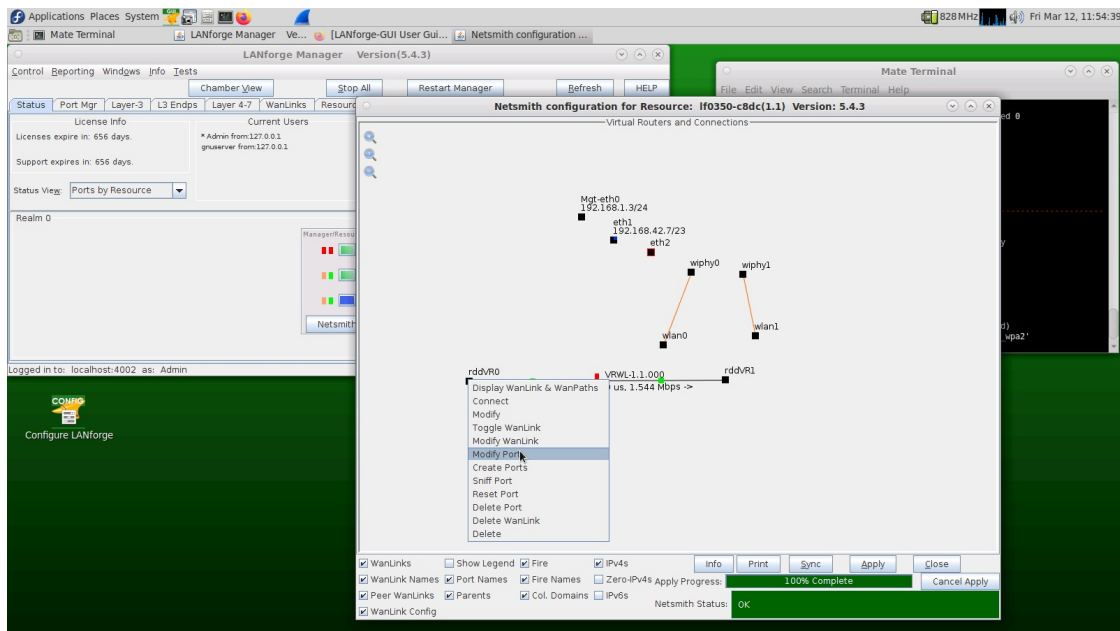 Applications Places System
GUI
828 MHz
Fri Mar 12, 11:54:39
Mate Terminal
LANforge Manager Ve...
[LANforge-GUI User Gui...
Netsmith configuration ...
LANforge Manager Version(5.4.3)
Control Reporting Windows Info Tests
Chamber View
Stop All
Restart Manager
Refresh
HELP
Status
Port Mgr
Layer-3
L3 Endps
Layer 4-7
WanLinks
Resourc
License Info
Current Users
Licenses expire in: 656 days.
* Admin from:127.0.0.1
gnuserver from:127.0.0.1
Support expires in: 656 days.
Status View:
Ports by Resource
Realm 0
Manager/Resou
Netsmith
Logged in to: localhost:4002 as: Admin
CONFIG
Configure LANforge
Mate Terminal
File Edit View Search Terminal Help
ed 0
y
d)
_wpa2'
Netsmith configuration for Resource: lf0350-c8dc(1.1) Version: 5.4.3
Virtual Routers and Connections
Mgt-eth0
192.168.1.3/24
eth1
192.168.42.7/23
eth2
wiphy0
wiphy1
wlan0
wlan1
rddVR0
VRWL-1.1.000
rddVR1
us, 1.544 Mbps ->
Display WanLink & WanPaths
Connect
Modify
Toggle WanLink
Modify WanLink
Modify Port
Create Ports
Sniff Port
Reset Port
Delete Port
Delete WanLink
Delete
WanLinks
Show Legend
Fire
IPv4s
Info
Print
Sync
Apply
Close
WanLink Names
Port Names
Fire Names
Zero-IPv4s
Apply Progress:
100% Complete
Cancel Apply
Peer WanLinks
Parents
Col. Domains
IPv6s
Netsmith Status:
OK
WanLink Config